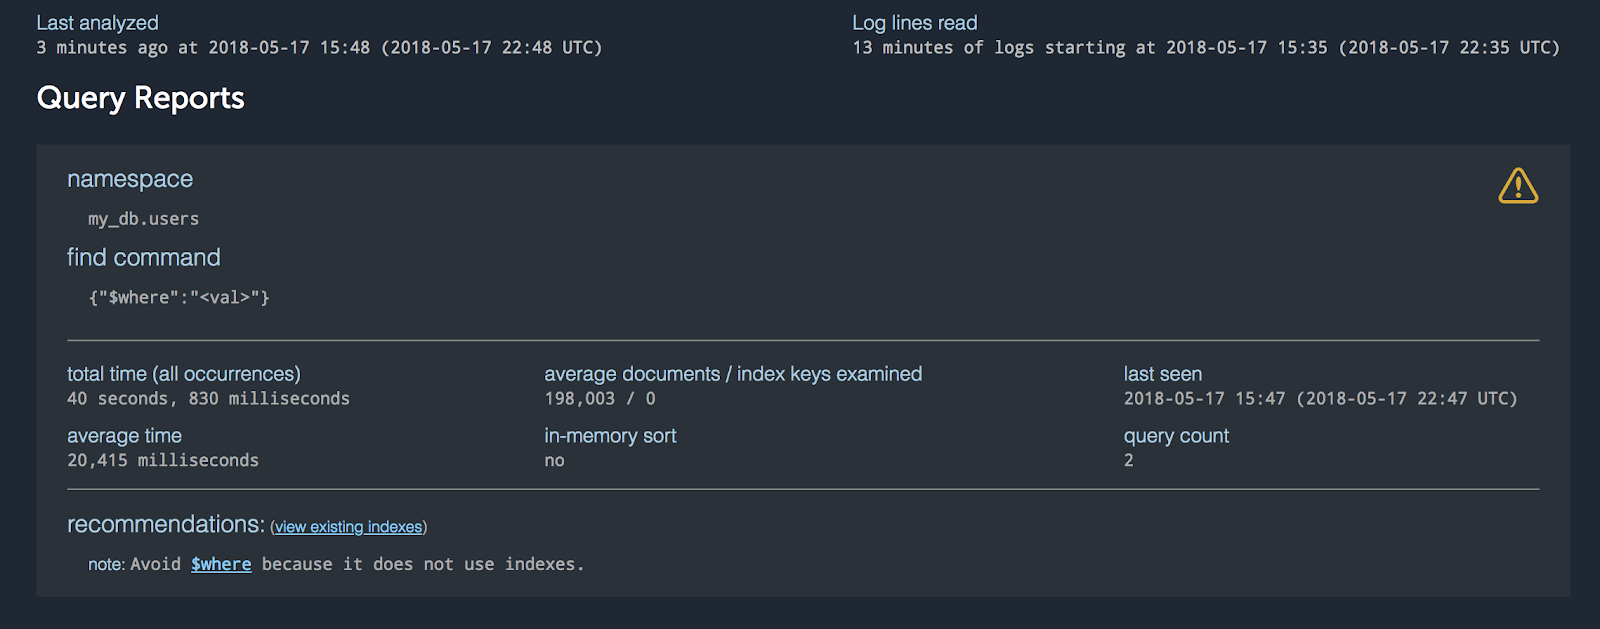 Last analyzed
3 minutes ago at 2018-05-17 15:48 (2018-05-17 22:48 UTC)
Log lines read
13 minutes of logs starting at 2018-05-17 15:35 (2018-05-17 22:35 UTC)
Query Reports
namespace
my_db.users
find command
{"$where":"<val>"}
total time (all occurrences)
40 seconds, 830 milliseconds
average documents / index keys examined
198,003 / 0
last seen
2018-05-17 15:47 (2018-05-17 22:47 UTC)
average time
20,415 milliseconds
in-memory sort
no
query count
2
recommendations: (view existing indexes)
note: Avoid $where because it does not use indexes.